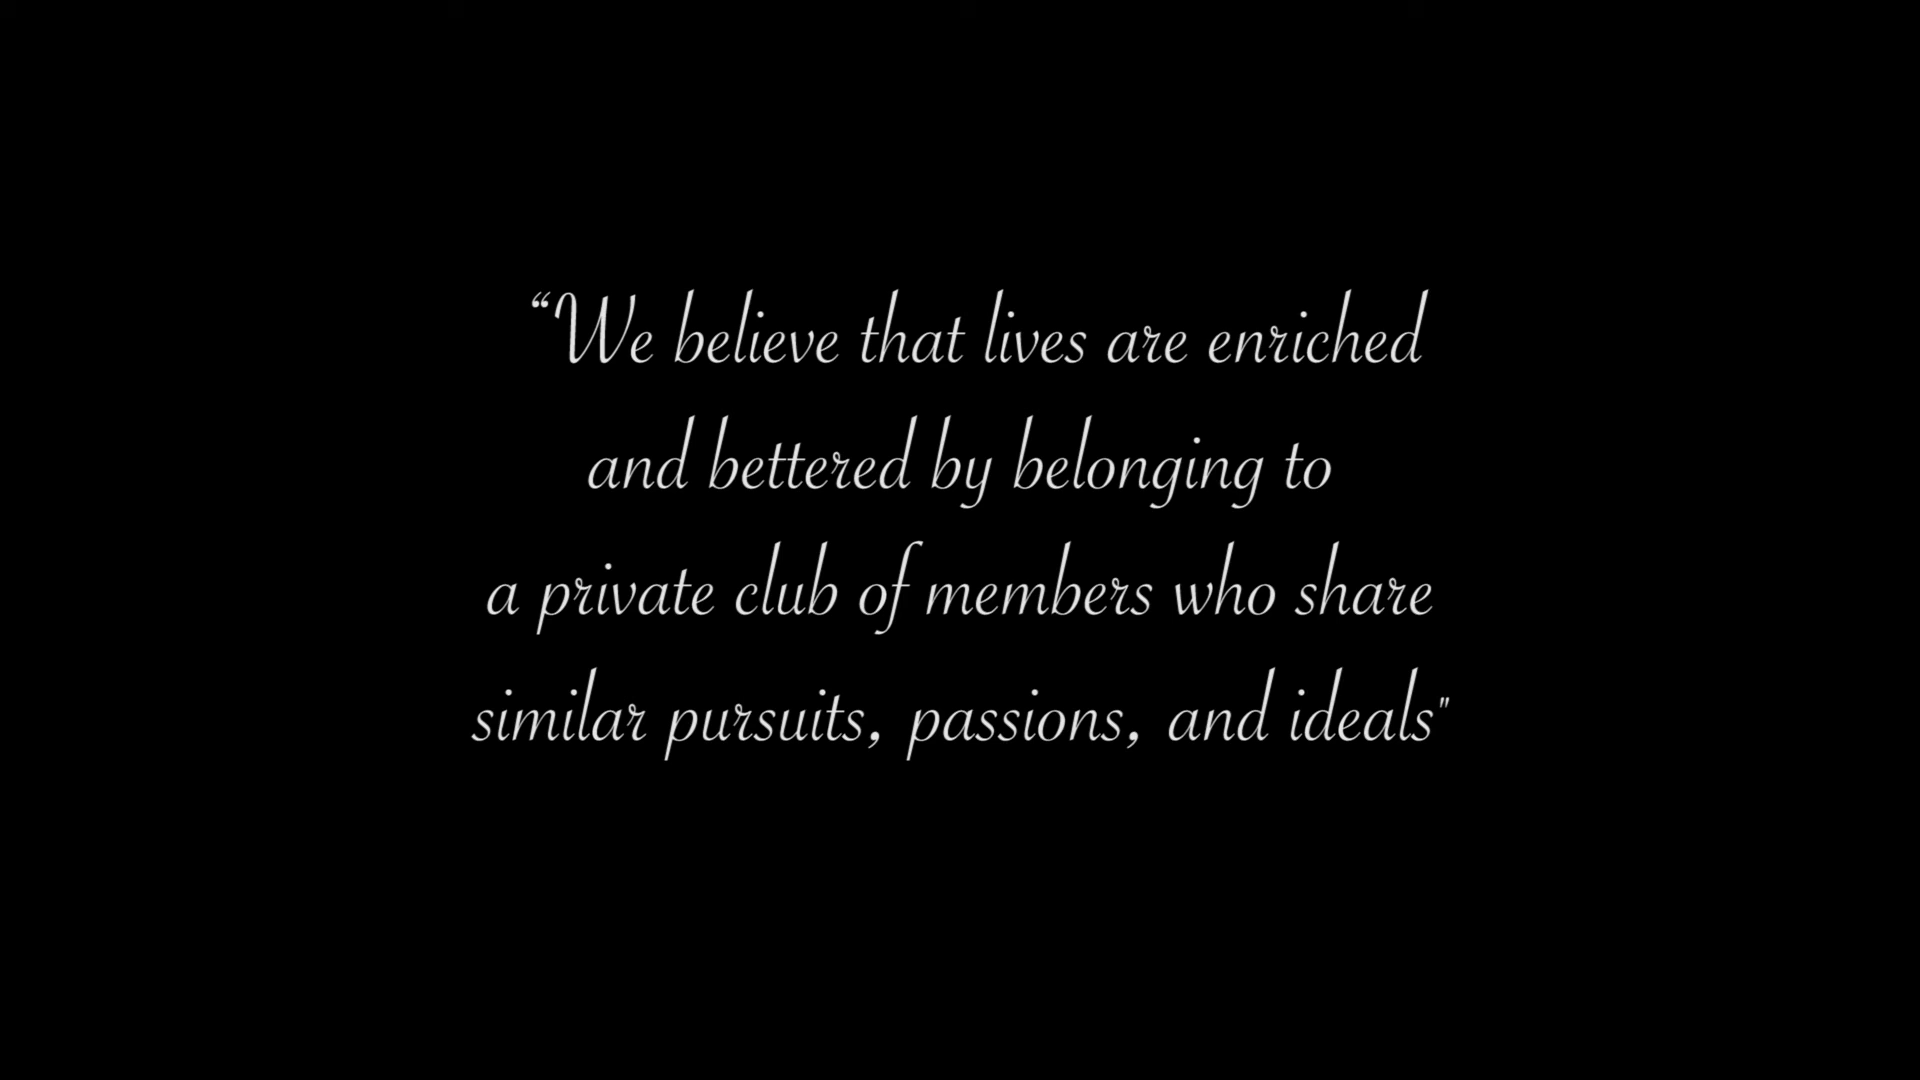 “We believe that lives are enriched
and bettered by belonging to
a private club of members who share
similar pursuits, passions, and ideals"